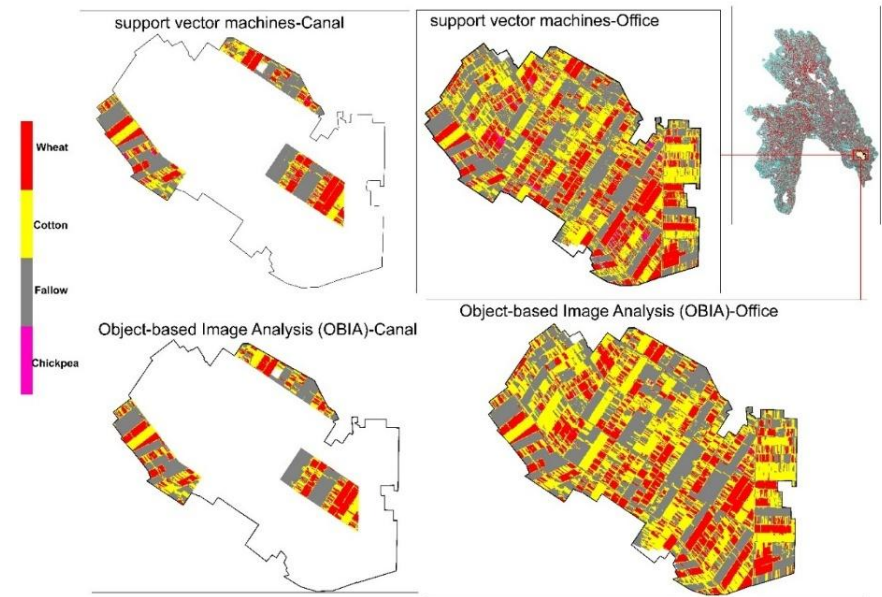 support vector machines-Canal
support vector machines-Office
Wheat
Cotton
Fallow
Chickpea
Object-based Image Analysis (OBIA)-Canal
Object-based Image Analysis (OBIA)-Office